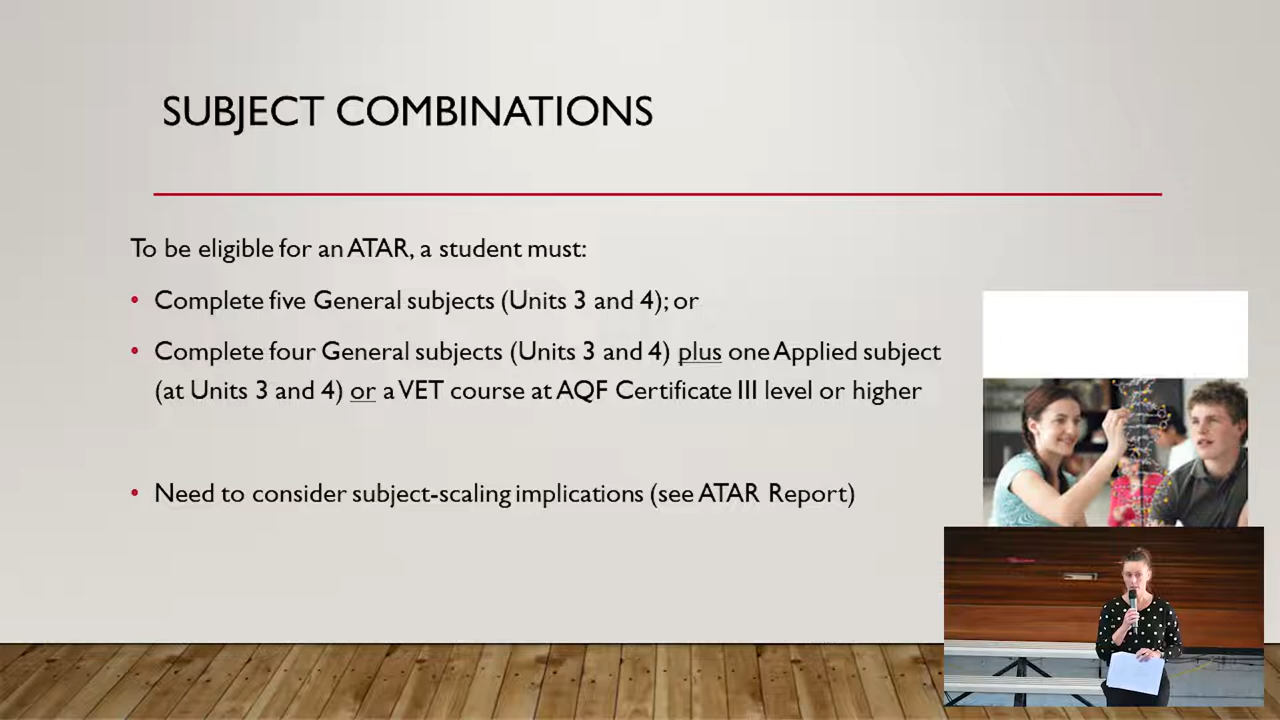 SUBJECT COMBINATIONS
To be eligible for an ATAR, a student must:
• Complete five General subjects (Units 3 and 4); or
• Complete four General subjects (Units 3 and 4) plus one Applied subject
(at Units 3 and 4) or a VET course at AQF Certificate III level or higher
• Need to consider subject-scaling implications (see ATAR Report)